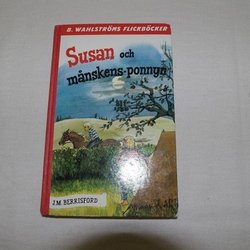 B. WAHLSTRÖMS FLICKBÖCKER
Susan och
månskens-ponnyn
J.M. BERRISFORD